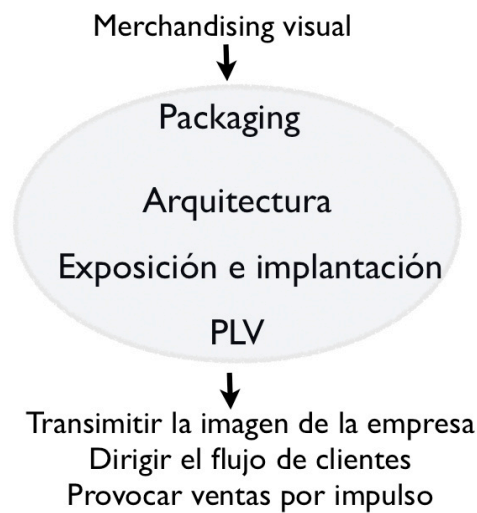 Merchandising visual
Packaging
Arquitectura
Exposición e implantación
PLV
Transimitir la imagen de la empresa
Dirigir el flujo de clientes
Provocar ventas por impulso